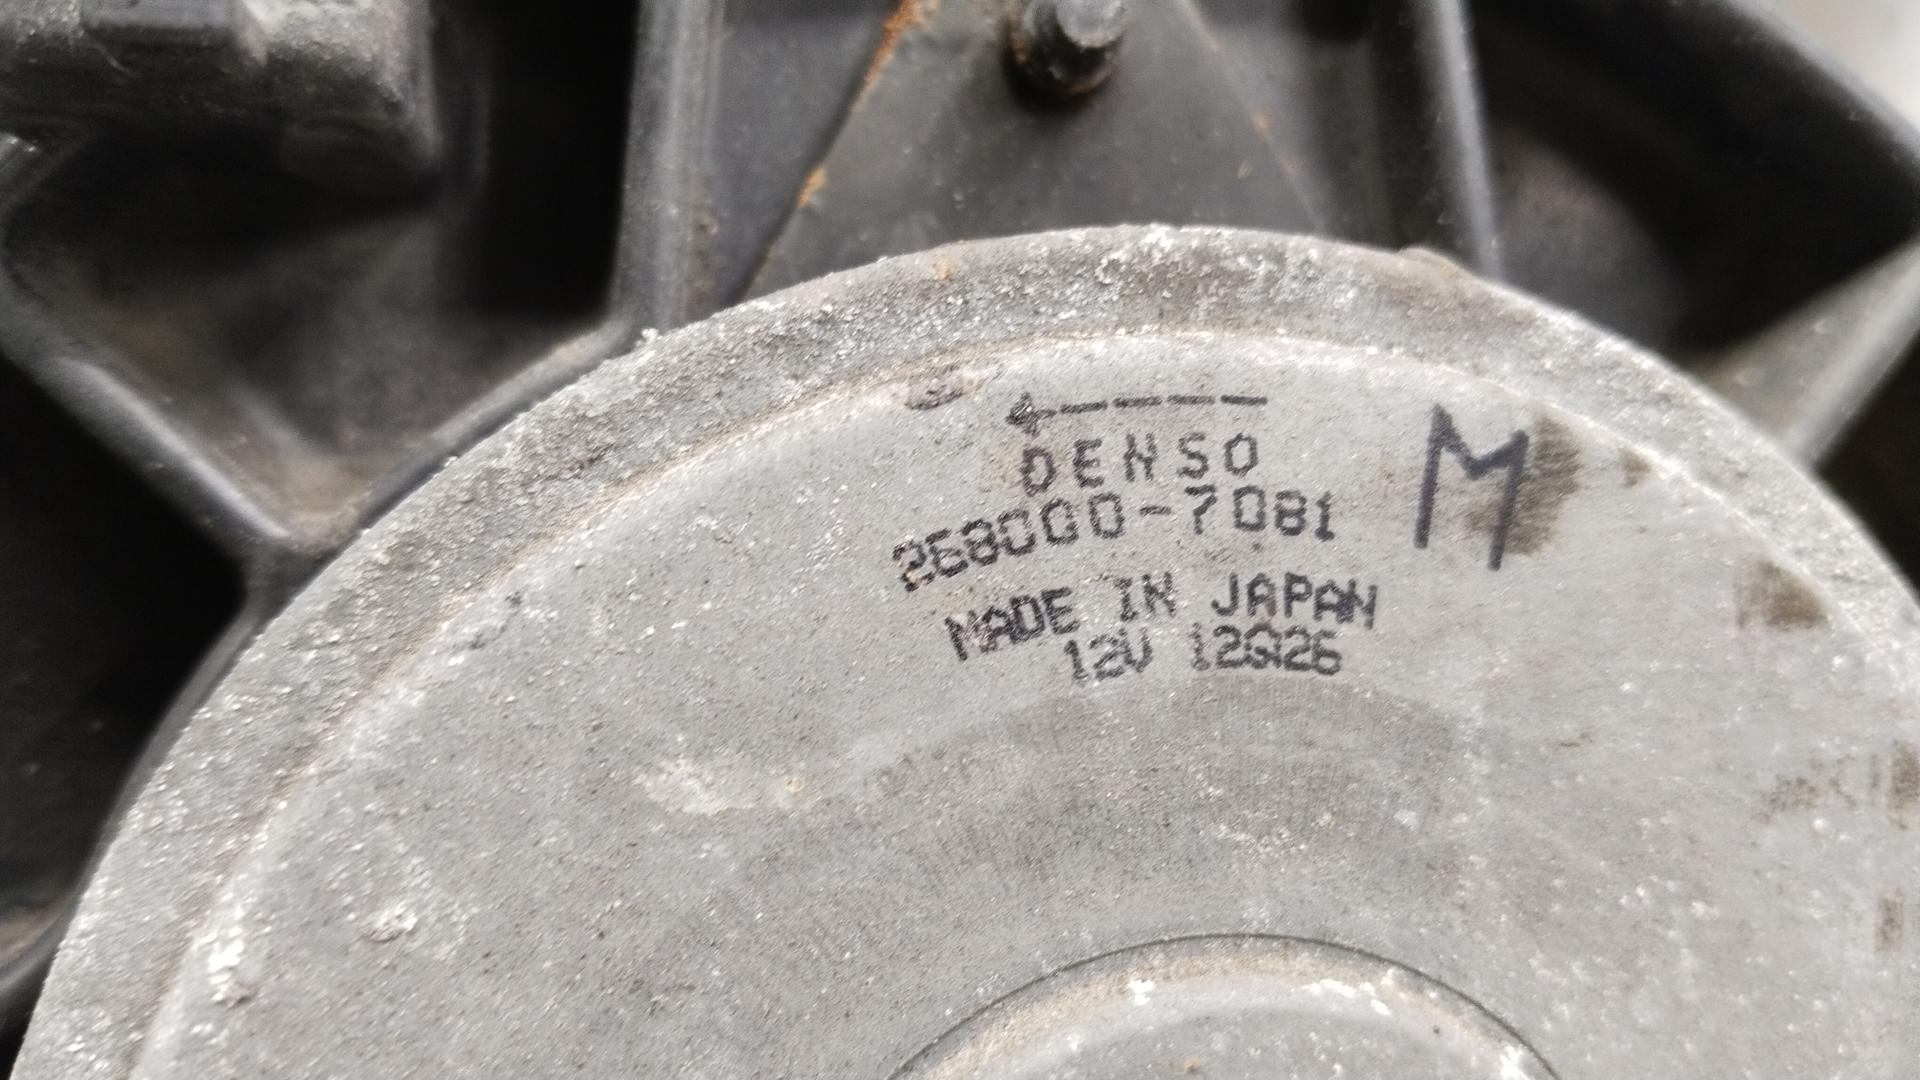 DENSO
268000-7081
M
MADE IN JAPAN
12V 12Q26